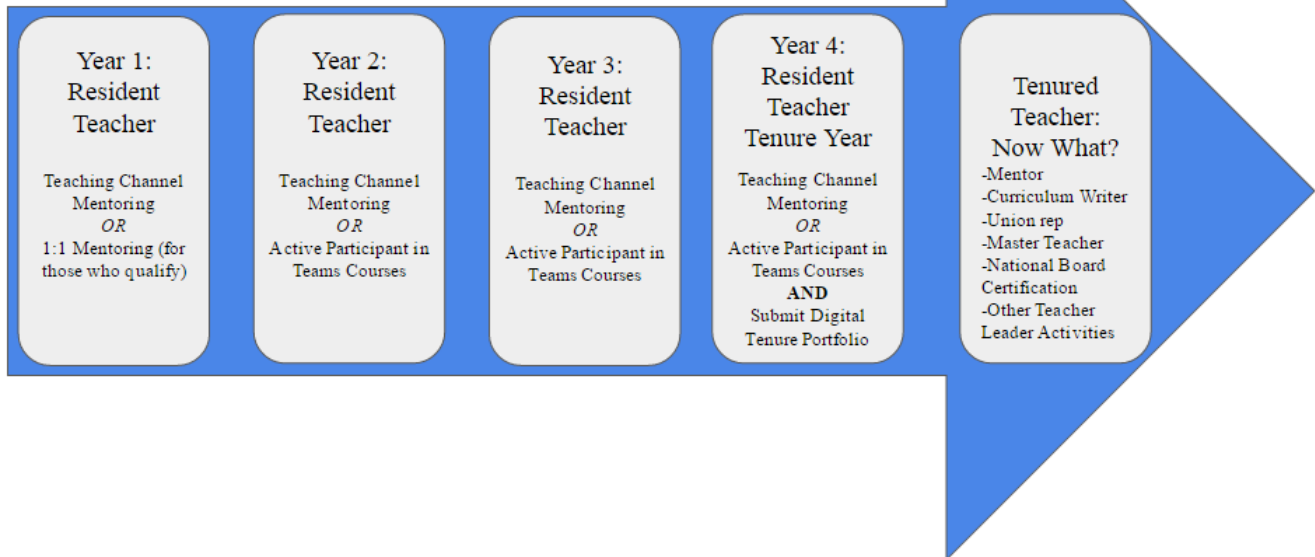 Year 1:
Resident
Teacher
Teaching Channel
Mentoring
OR
1:1 Mentoring (for
those who qualify)
Year 2:
Resident
Teacher
Teaching Channel
Mentoring
OR
Active Participant in
Teams Courses
Year 3:
Resident
Teacher
Teaching Channel
Mentoring
OR
Active Participant in
Teams Courses
Year 4:
Resident
Teacher
Tenure Year
Teaching Channel
Mentoring
OR
Active Participant in
Teams Courses
AND
Submit Digital
Tenure Portfolio
Tenured
Teacher:
Now What?
-Mentor
-Curriculum Writer
-Union rep
-Master Teacher
-National Board
Certification
-Other Teacher
Leader Activities